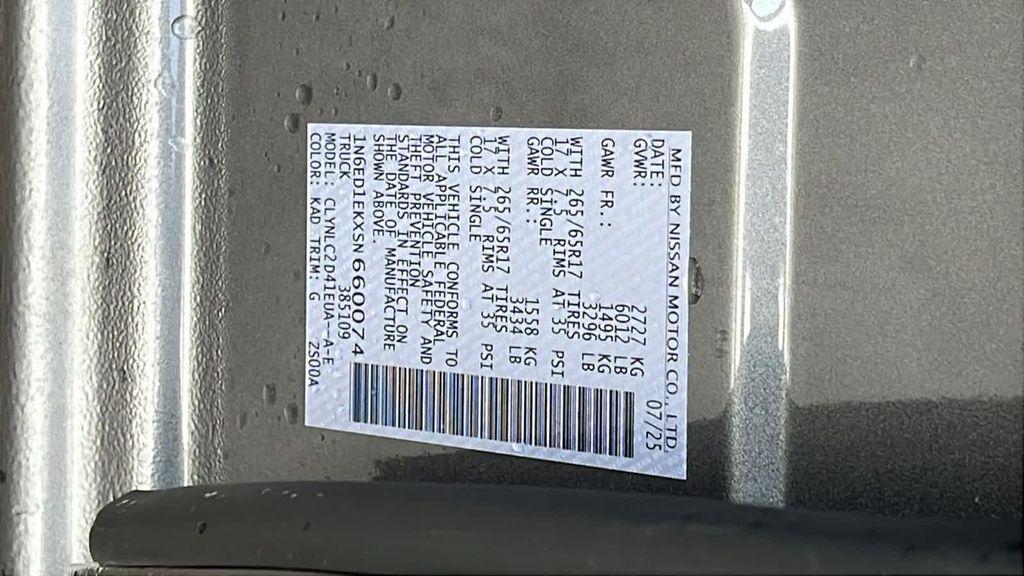 MFD BY NISSAN MOTOR CO., LTD.
DATE: 07/25
GVWR: 2727 KG
6012 LB
GAWR FR.: 1495 KG
3296 LB
WITH 265/65R17 TIRES
17 X 7.5 RIMS AT 35 PSI
COLD SINGLE
GAWR RR.: 1558 KG
3434 LB
WITH 265/65R17 TIRES
17 X 7.5 RIMS AT 35 PSI
COLD SINGLE
THIS VEHICLE CONFORMS TO
ALL APPLICABLE FEDERAL
MOTOR VEHICLE SAFETY AND
THEFT PREVENTION
STANDARDS IN EFFECT ON
THE DATE OF MANUFACTURE
SHOWN ABOVE.
1N6ED1EKXSN660074
TRUCK 385109
MODEL: CLYNLC2D41EUA--A-E
COLOR: KAD TRIM: G 2S00A